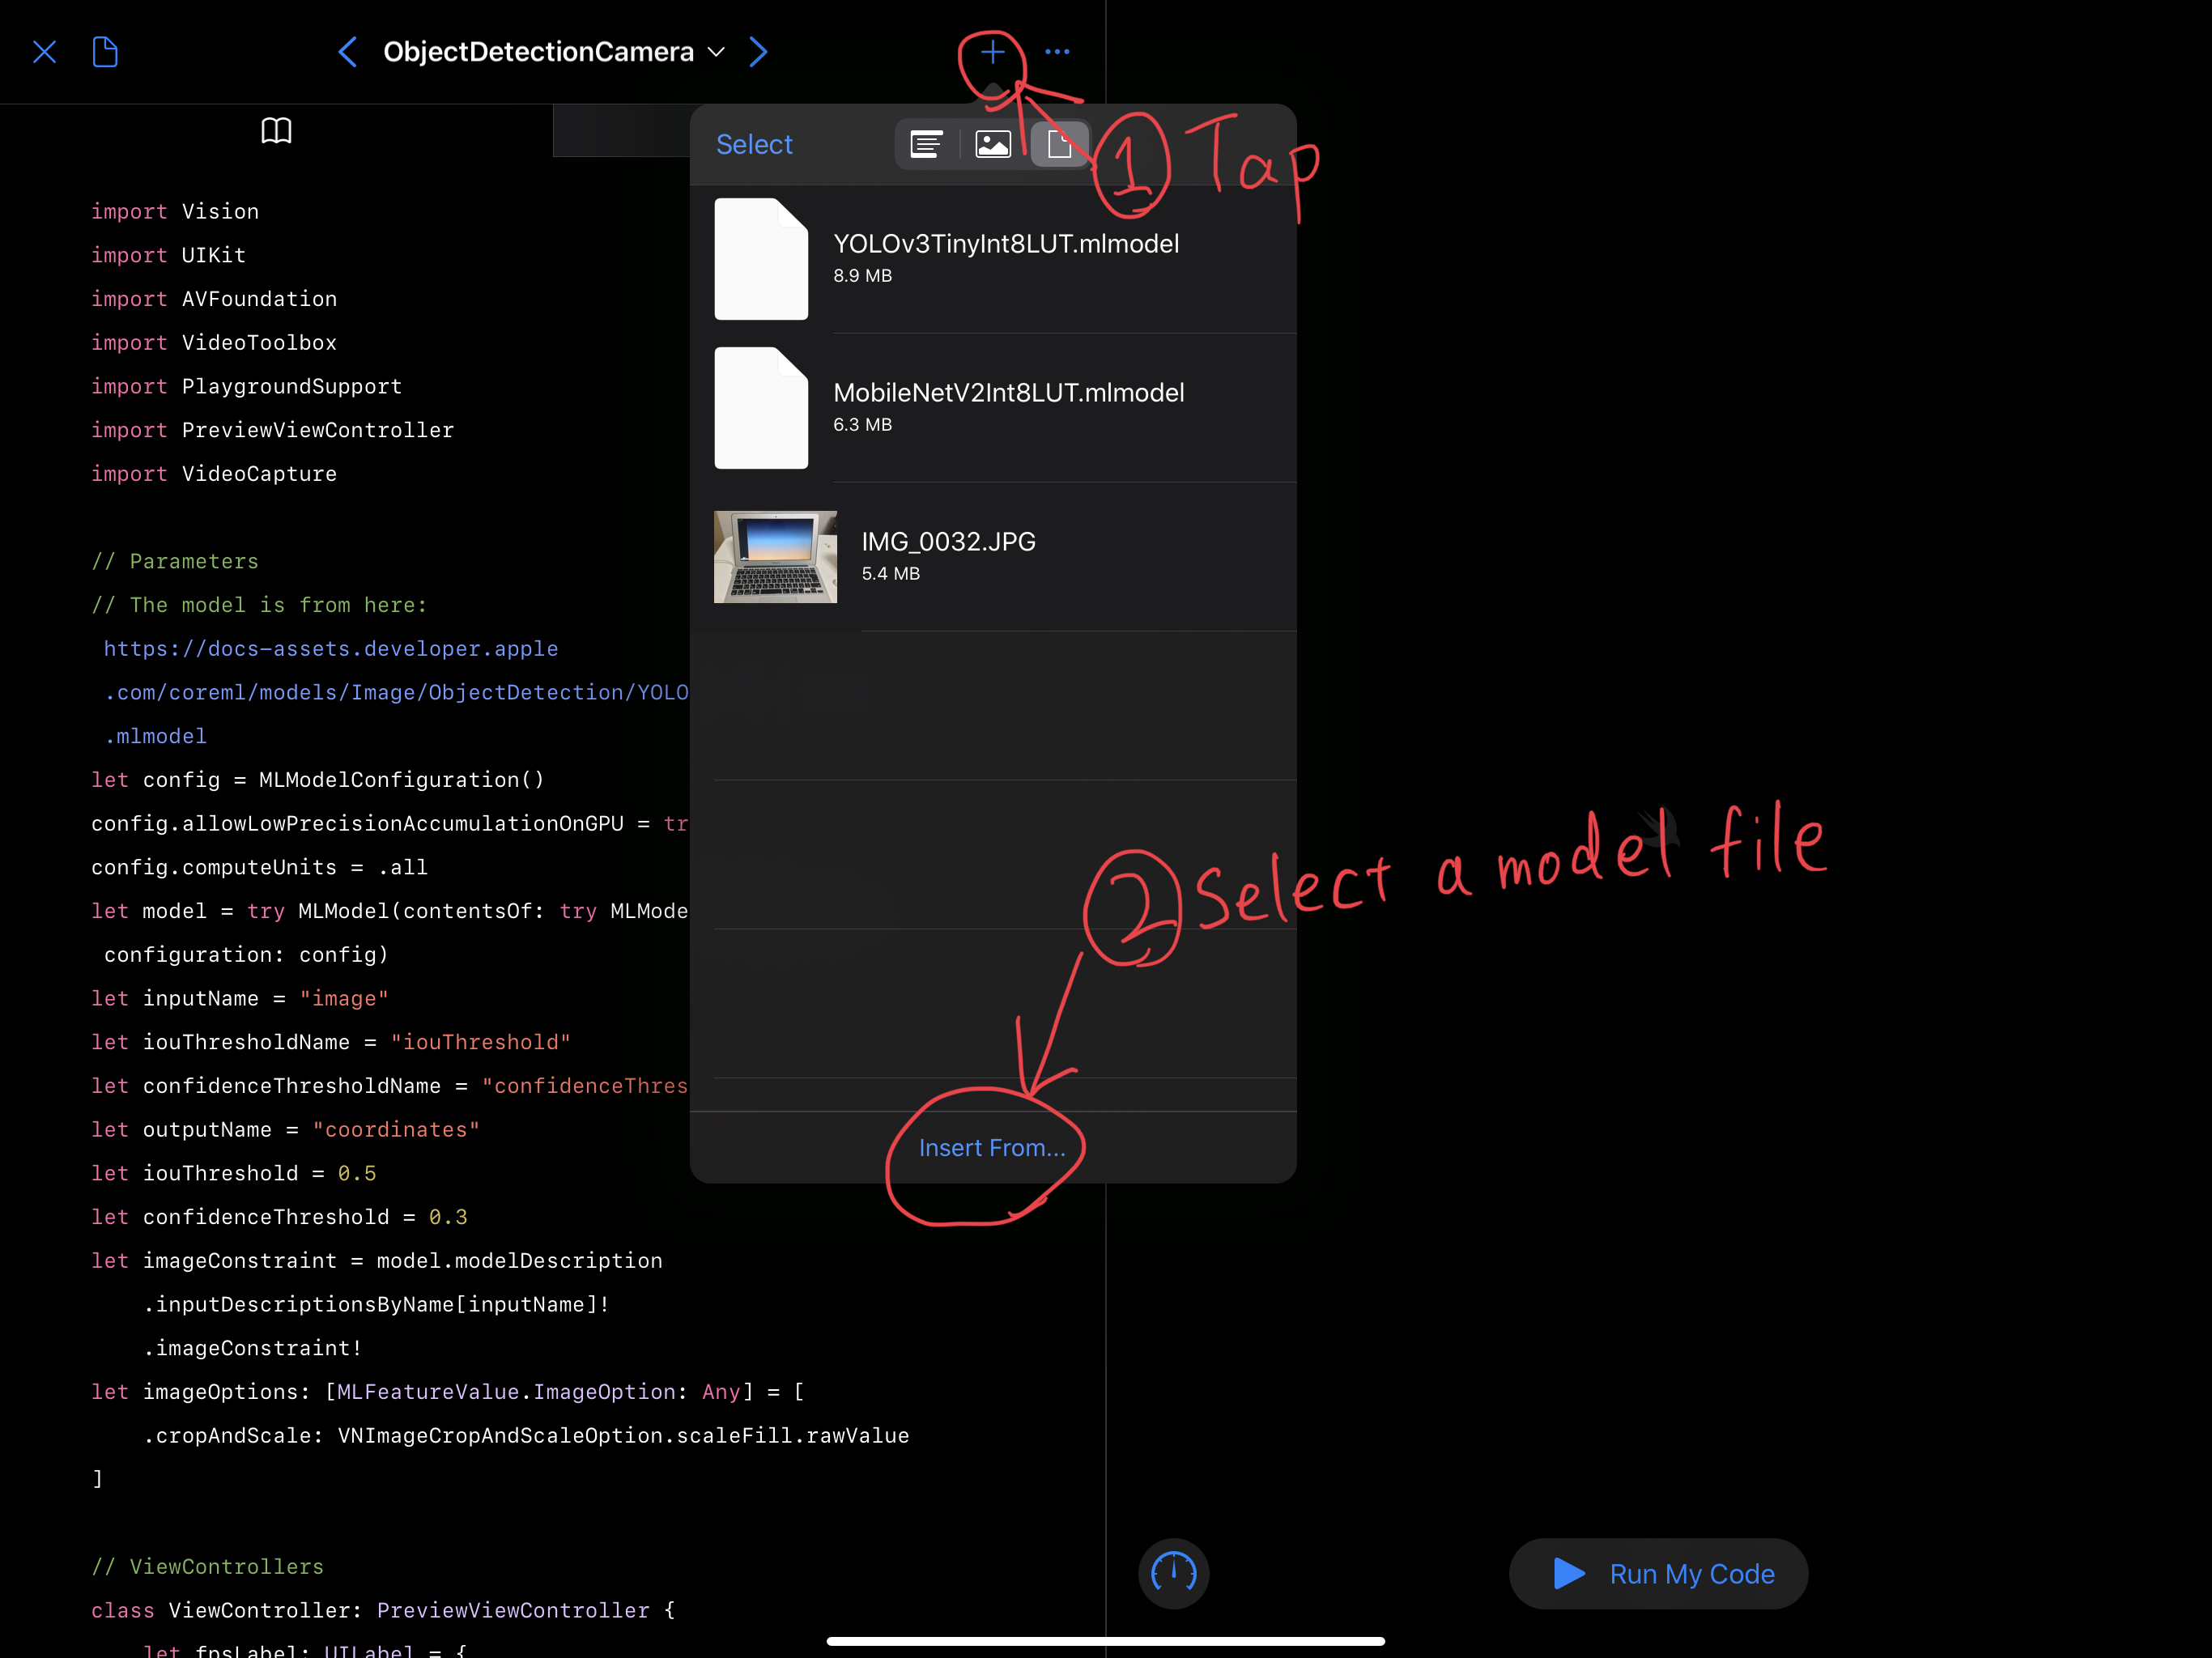 ObjectDetectionCamera
Select
① Tap
YOLOv3TinyInt8LUT.mlmodel
8.9 MB
MobileNetV2Int8LUT.mlmodel
6.3 MB
IMG_0032.JPG
5.4 MB
② Select a model file
Insert From...
import Vision
import UIKit
import AVFoundation
import VideoToolbox
import PlaygroundSupport
import PreviewViewController
import VideoCapture
// Parameters
// The model is from here:
https://docs-assets.developer.apple
.com/coreml/models/Image/ObjectDetection/YOLO
.mlmodel
let config = MLModelConfiguration()
config.allowLowPrecisionAccumulationOnGPU = tr
config.computeUnits = .all
let model = try MLModel(contentsOf: try MLMode
configuration: config)
let inputName = "image"
let iouThresholdName = "iouThreshold"
let confidenceThresholdName = "confidenceThres
let outputName = "coordinates"
let iouThreshold = 0.5
let confidenceThreshold = 0.3
let imageConstraint = model.modelDescription
.inputDescriptionsByName[inputName]!
.imageConstraint!
let imageOptions: [MLFeatureValue.ImageOption: Any] = [
.cropAndScale: VNImageCropAndScaleOption.scaleFill.rawValue
]
// ViewControllers
class ViewController: PreviewViewController {
let fpsLabel: UILabel = {
Run My Code